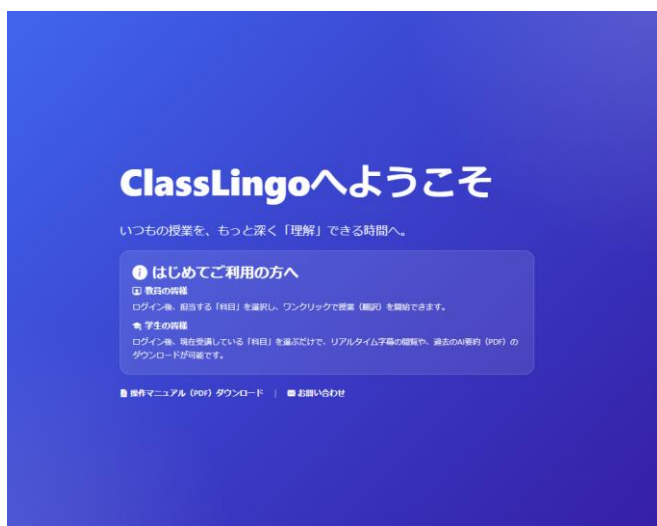 ClassLingoへようこそ
いつもの授業を、もっと深く「理解」できる時間へ。
はじめてご利用の方へ
教員の皆様
ログイン後、担当する「科目」を選択し、ワンクリックで授業（翻訳）を開始できます。
学生の皆様
ログイン後、現在受講している「科目」を選ぶだけで、リアルタイム字幕の閲覧や、過去のAI要約（PDF）の
ダウンロードが可能です。
操作マニュアル（PDF）ダウンロード | お問い合わせ